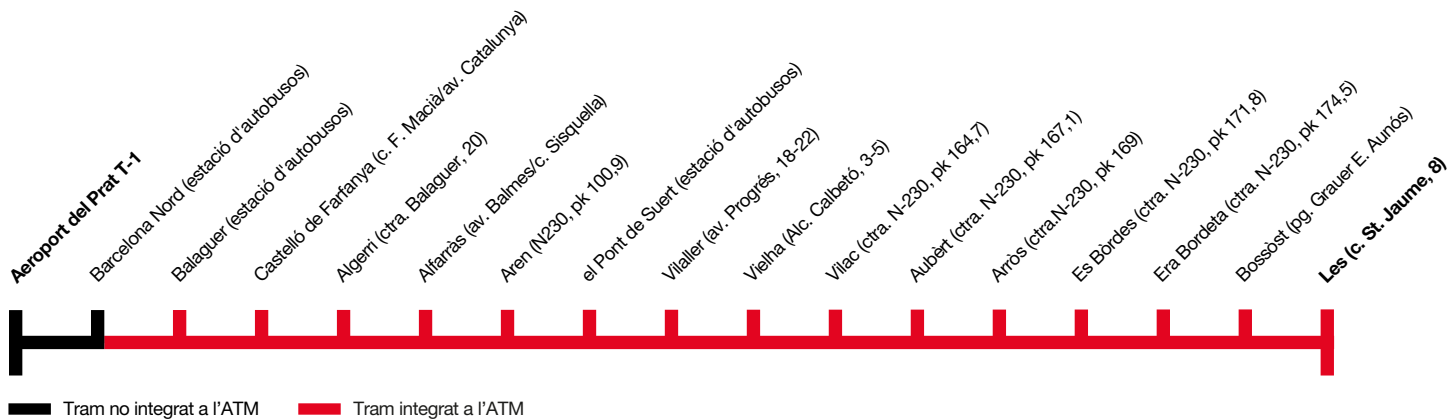 Aeroport del Prat T-1
Barcelona Nord (estació d'autobusos)
Balaguer (estació d'autobusos)
Castelló de Farfanya (c. F. Macià/av. Catalunya)
Algerri (ctra. Balaguer, 20)
Alfarràs (av. Balmes/c. Sisquella)
Aren (N230, pk 100,9)
el Pont de Suert (estació d'autobusos)
Vilaller (av. Progrés, 18-22)
Vielha (Alc. Calbetó, 3-5)
Vilac (ctra. N-230, pk 164,7)
Aubèrt (ctra. N-230, pk 167,1)
Arròs (ctra.N-230, pk 169)
Es Bòrdes (ctra. N-230, pk 171,8)
Era Bordeta (ctra. N-230, pk 174,5)
Bossòst (pg. Grauer E. Aunós)
Les (c. St. Jaume, 8)
Tram no integrat a l'ATM
Tram integrat a l'ATM